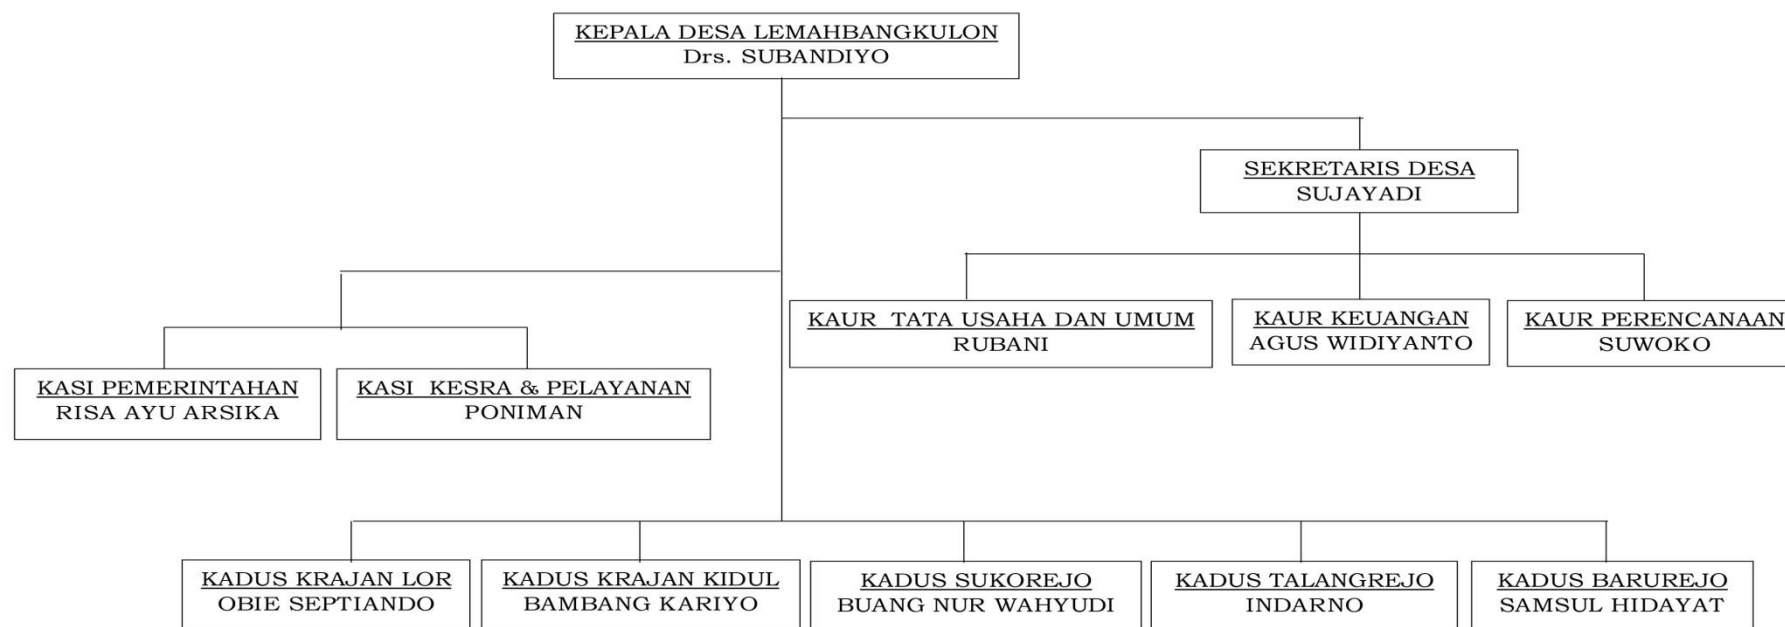 KEPALA DESA LEMAHBANGKULON
Drs. SUBANDIYO
SEKRETARIS DESA
SUJAYADI
KAUR TATA USAHA DAN UMUM
RUBANI
KAUR KEUANGAN
AGUS WIDIYANTO
KAUR PERENCANAAN
SUWOKO
KASI PEMERINTAHAN
RISA AYU ARSIKA
KASI KESRA & PELAYANAN
PONIMAN
KADUS KRAJAN LOR
OBIE SEPTIANDO
KADUS KRAJAN KIDUL
BAMBANG KARIYO
KADUS SUKOREJO
BUANG NUR WAHYUDI
KADUS TALANGREJO
INDARNO
KADUS BARUREJO
SAMSUL HIDAYAT